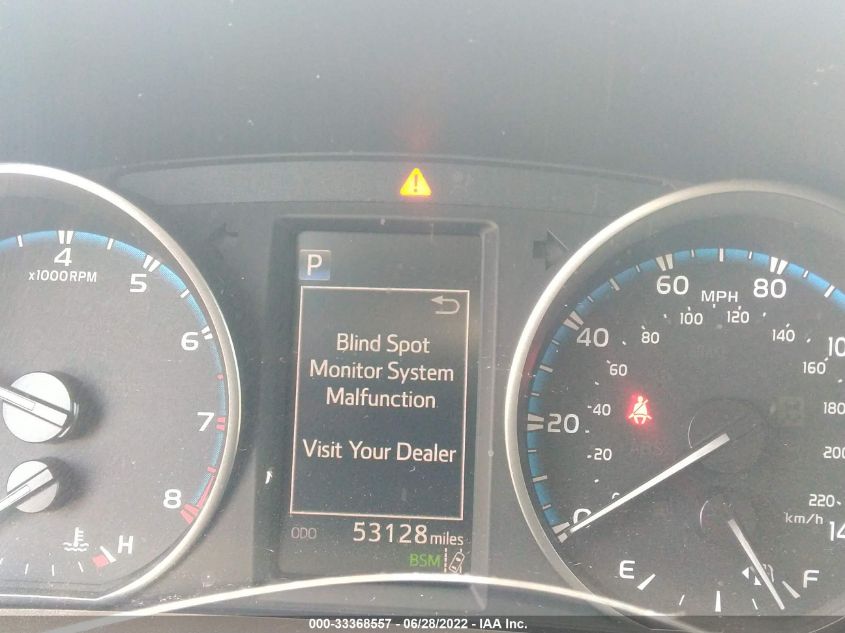 4
x1000RPM
5
6
7
8
H
P
Blind Spot
Monitor System
Malfunction
Visit Your Dealer
ODO 53128 miles
BSM
60
MPH
80
40
20
0
80
100
120
140
160
180
200
220
km/h
60
40
20
E
F
000-33368557 / 06/28/2022 / IAA Inc.